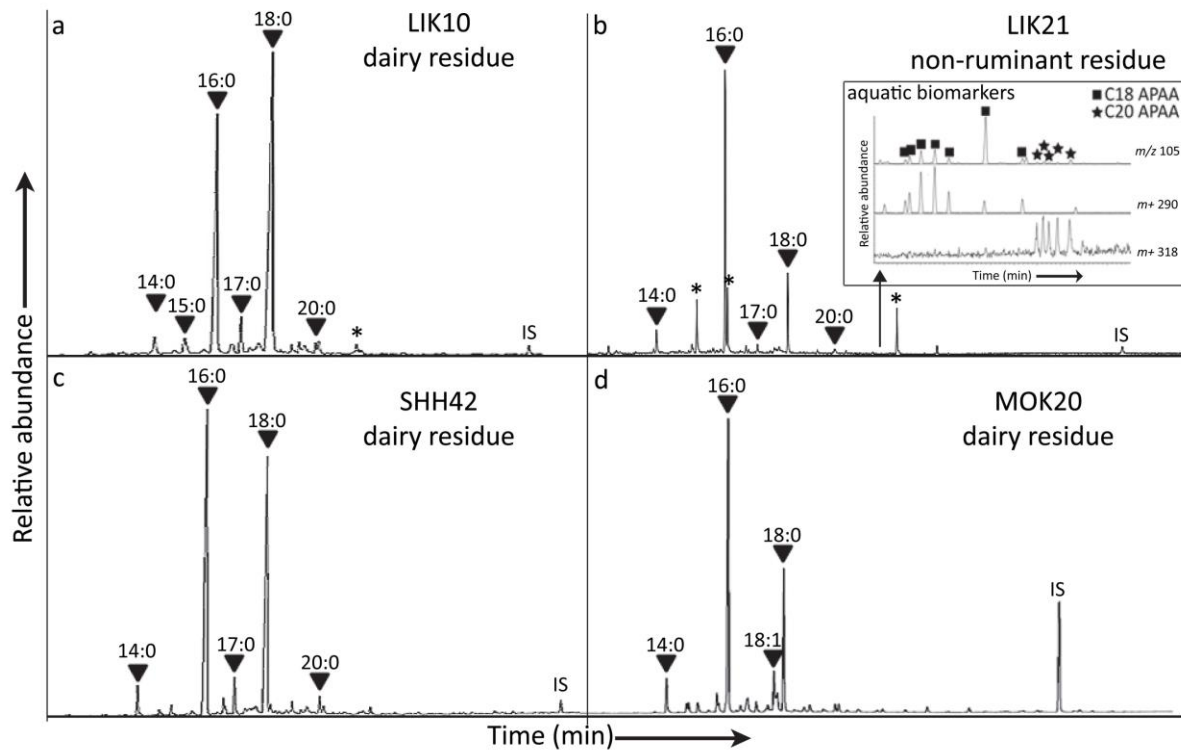 a
LIK10
dairy residue
18:0
16:0
14:0
15:0
17:0
20:0
*
IS
b
LIK21
non-ruminant residue
16:0
aquatic biomarkers
■C18 APAA
★C20 APAA
m/z 105
m+ 290
m+ 318
Relative abundance
Time (min)
14:0
*
*
17:0
18:0
20:0
*
IS
c
SHH42
dairy residue
16:0
18:0
14:0
17:0
20:0
IS
d
MOK20
dairy residue
16:0
18:0
14:0
18:1
IS
Relative abundance
Time (min)